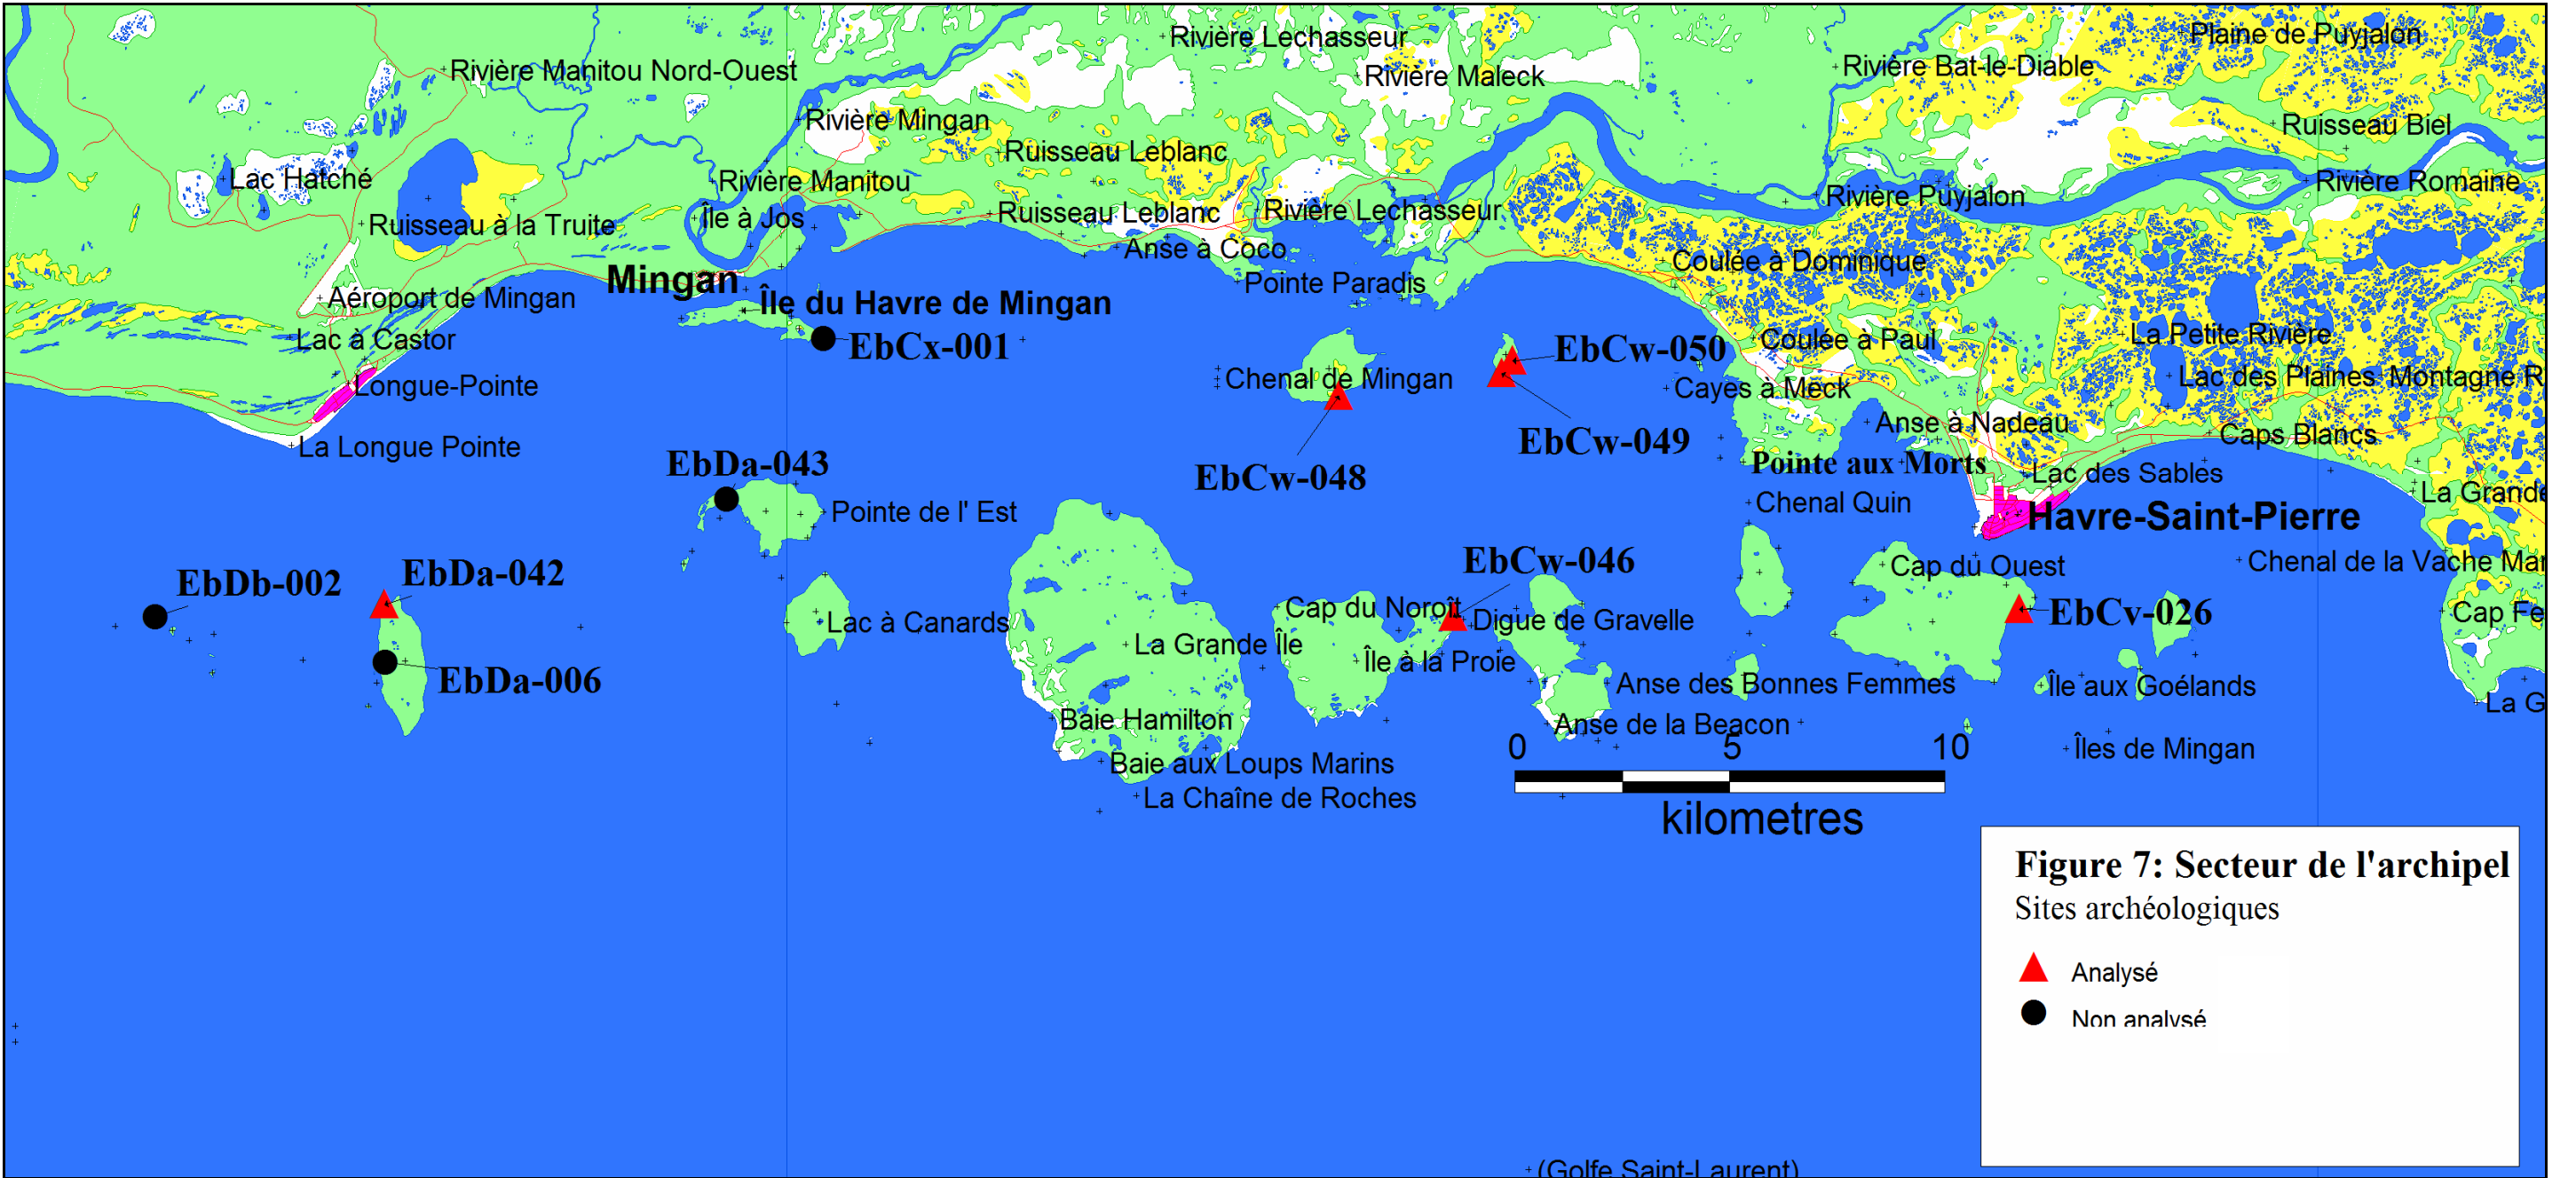 Plaine de Puyjalon
Rivière Lechasseur
Rivière Bat-le-Diable
Rivière Manitou Nord-Ouest
Rivière Maleck
Rivière Mingan
Ruisseau Biel
Ruisseau Leblanc
Lac Hatché
Rivière Manitou
Rivière Romaine
Rivière Puyjalon
Ruisseau à la Truite
Île à Jos
Ruisseau Leblanc
Rivière Lechasseur
Anse à Coco
Coulée à Dominique
Mingan
Pointe Paradis
Aéroport de Mingan
Île du Havre de Mingan
Lac à Castor
EbCx-001
EbCw-050
Coulée à Paul
La Petite Rivière
Longue-Pointe
Chenal de Mingan
Cayes à Meck
Lac des Plaines
Montagne R
La Longue Pointe
EbCw-049
Anse à Nadeau
Caps Blancs
EbDa-043
EbCw-048
Pointe aux Morts
Lac des Sables
Pointe de l' Est
Chenal Quin
Havre-Saint-Pierre
La Grande
EbDb-002
EbDa-042
EbCw-046
Cap du Ouest
Chenal de la Vache Mar
Lac à Canards
Cap du Noroît
Digue de Gravelle
EbCv-026
Cap Fe
La Grande Île
Île à la Proie
EbDa-006
Anse des Bonnes Femmes
Île aux Goélands
La G
Baie Hamilton
Anse de la Beacon
Îles de Mingan
Baie aux Loups Marins
La Chaîne de Roches
0 5 10
kilometres
Figure 7: Secteur de l'archipel
Sites archéologiques
Analysé
Non analysé
(Golfe Saint-Laurent)